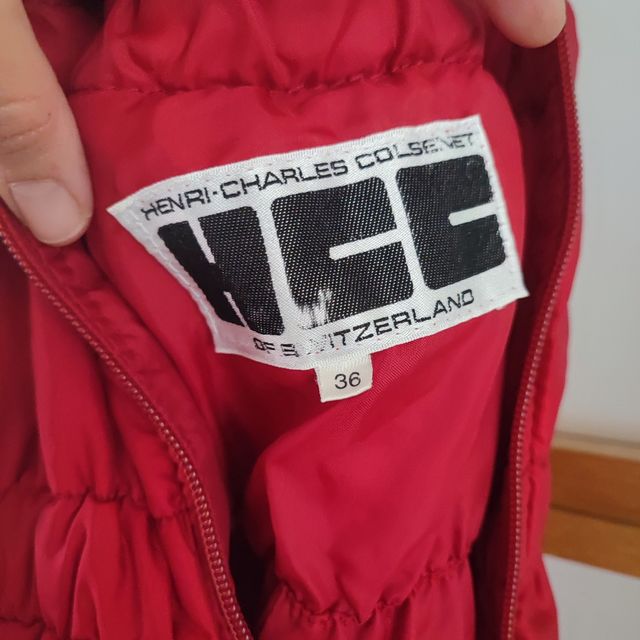 HENRI-CHARLES COLSENET
HCC
OF SWITZERLAND
36